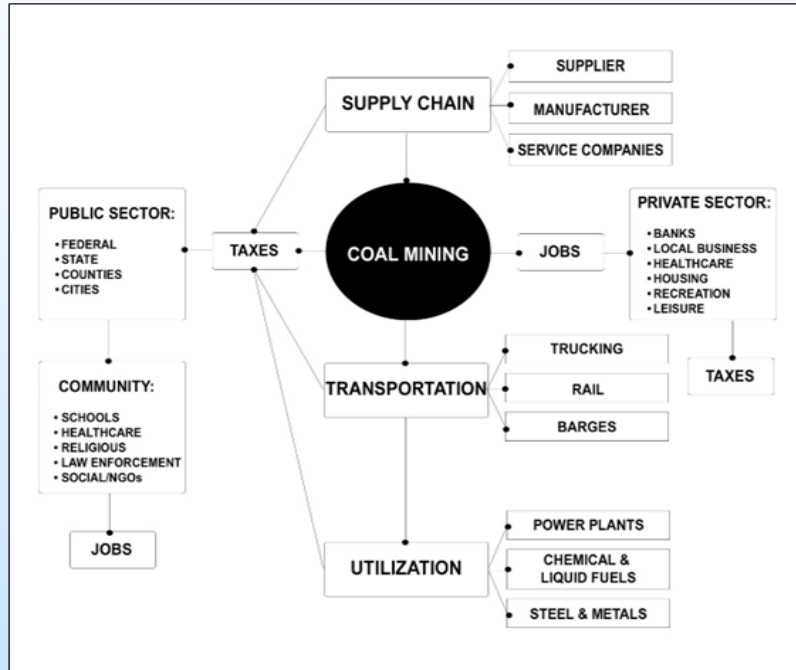 SUPPLIER
SUPPLY CHAIN
MANUFACTURER
SERVICE COMPANIES
PUBLIC SECTOR:
• FEDERAL
• STATE
• COUNTIES
• CITIES
TAXES
COAL MINING
JOBS
PRIVATE SECTOR:
• BANKS
• LOCAL BUSINESS
• HEALTHCARE
• HOUSING
• RECREATION
• LEISURE
TAXES
COMMUNITY:
• SCHOOLS
• HEALTHCARE
• RELIGIOUS
• LAW ENFORCEMENT
• SOCIAL/NGOs
JOBS
TRANSPORTATION
TRUCKING
RAIL
BARGES
UTILIZATION
POWER PLANTS
CHEMICAL &
LIQUID FUELS
STEEL & METALS